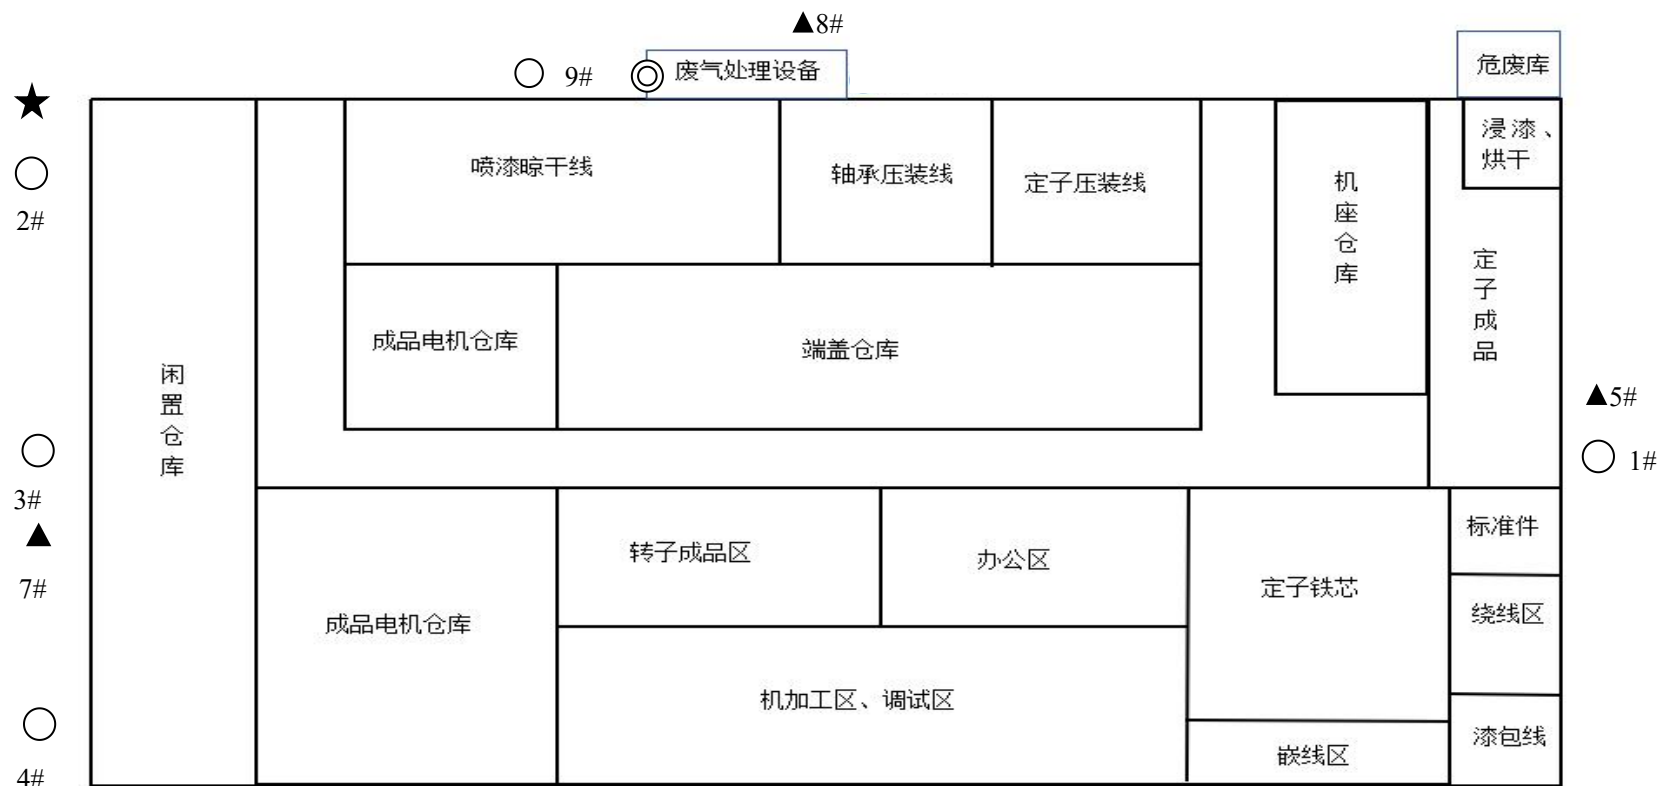 ▲8#
9#
废气处理设备
危废库
★
2#
喷漆晾干线
轴承压装线
定子压装线
机座仓库
浸漆、
烘干
定子成品
成品电机仓库
端盖仓库
闲置仓库
▲5#
1#
3#
▲
7#
转子成品区
办公区
定子铁芯
标准件
绕线区
成品电机仓库
机加工区、调试区
嵌线区
漆包线
4#